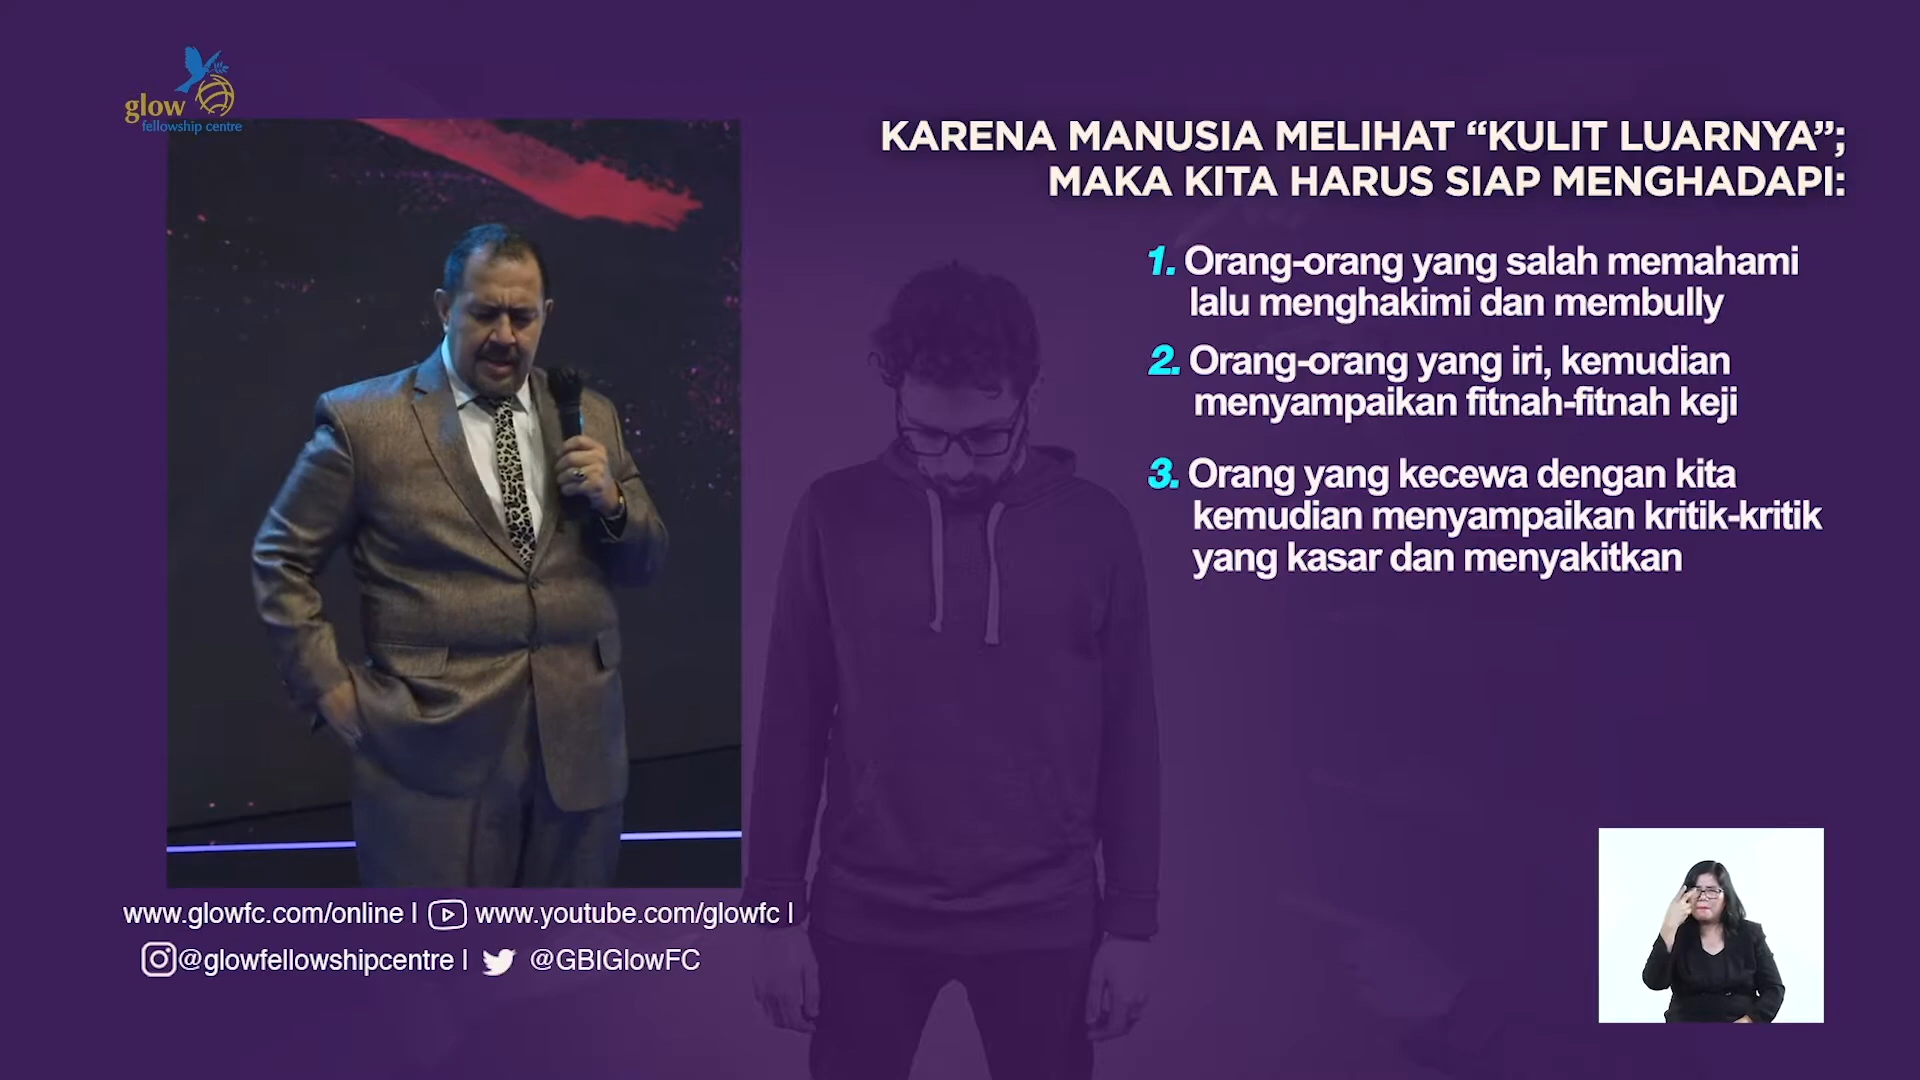 glow
fellowship centre
KARENA MANUSIA MELIHAT “KULIT LUARNYA”;
MAKA KITA HARUS SIAP MENGHADAPI:
1. Orang-orang yang salah memahami
lalu menghakimi dan membully
2. Orang-orang yang iri, kemudian
menyampaikan fitnah-fitnah keji
3. Orang yang kecewa dengan kita
kemudian menyampaikan kritik-kritik
yang kasar dan menyakitkan
www.glowfc.com/online | www.youtube.com/glowfc |
@glowfellowshipcentre | @GBIGlowFC